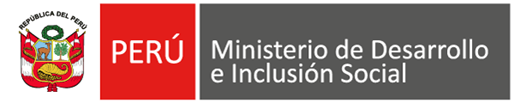 REPÚBLICA DEL PERÚ
PERÚ
Ministerio de Desarrollo
e Inclusión Social